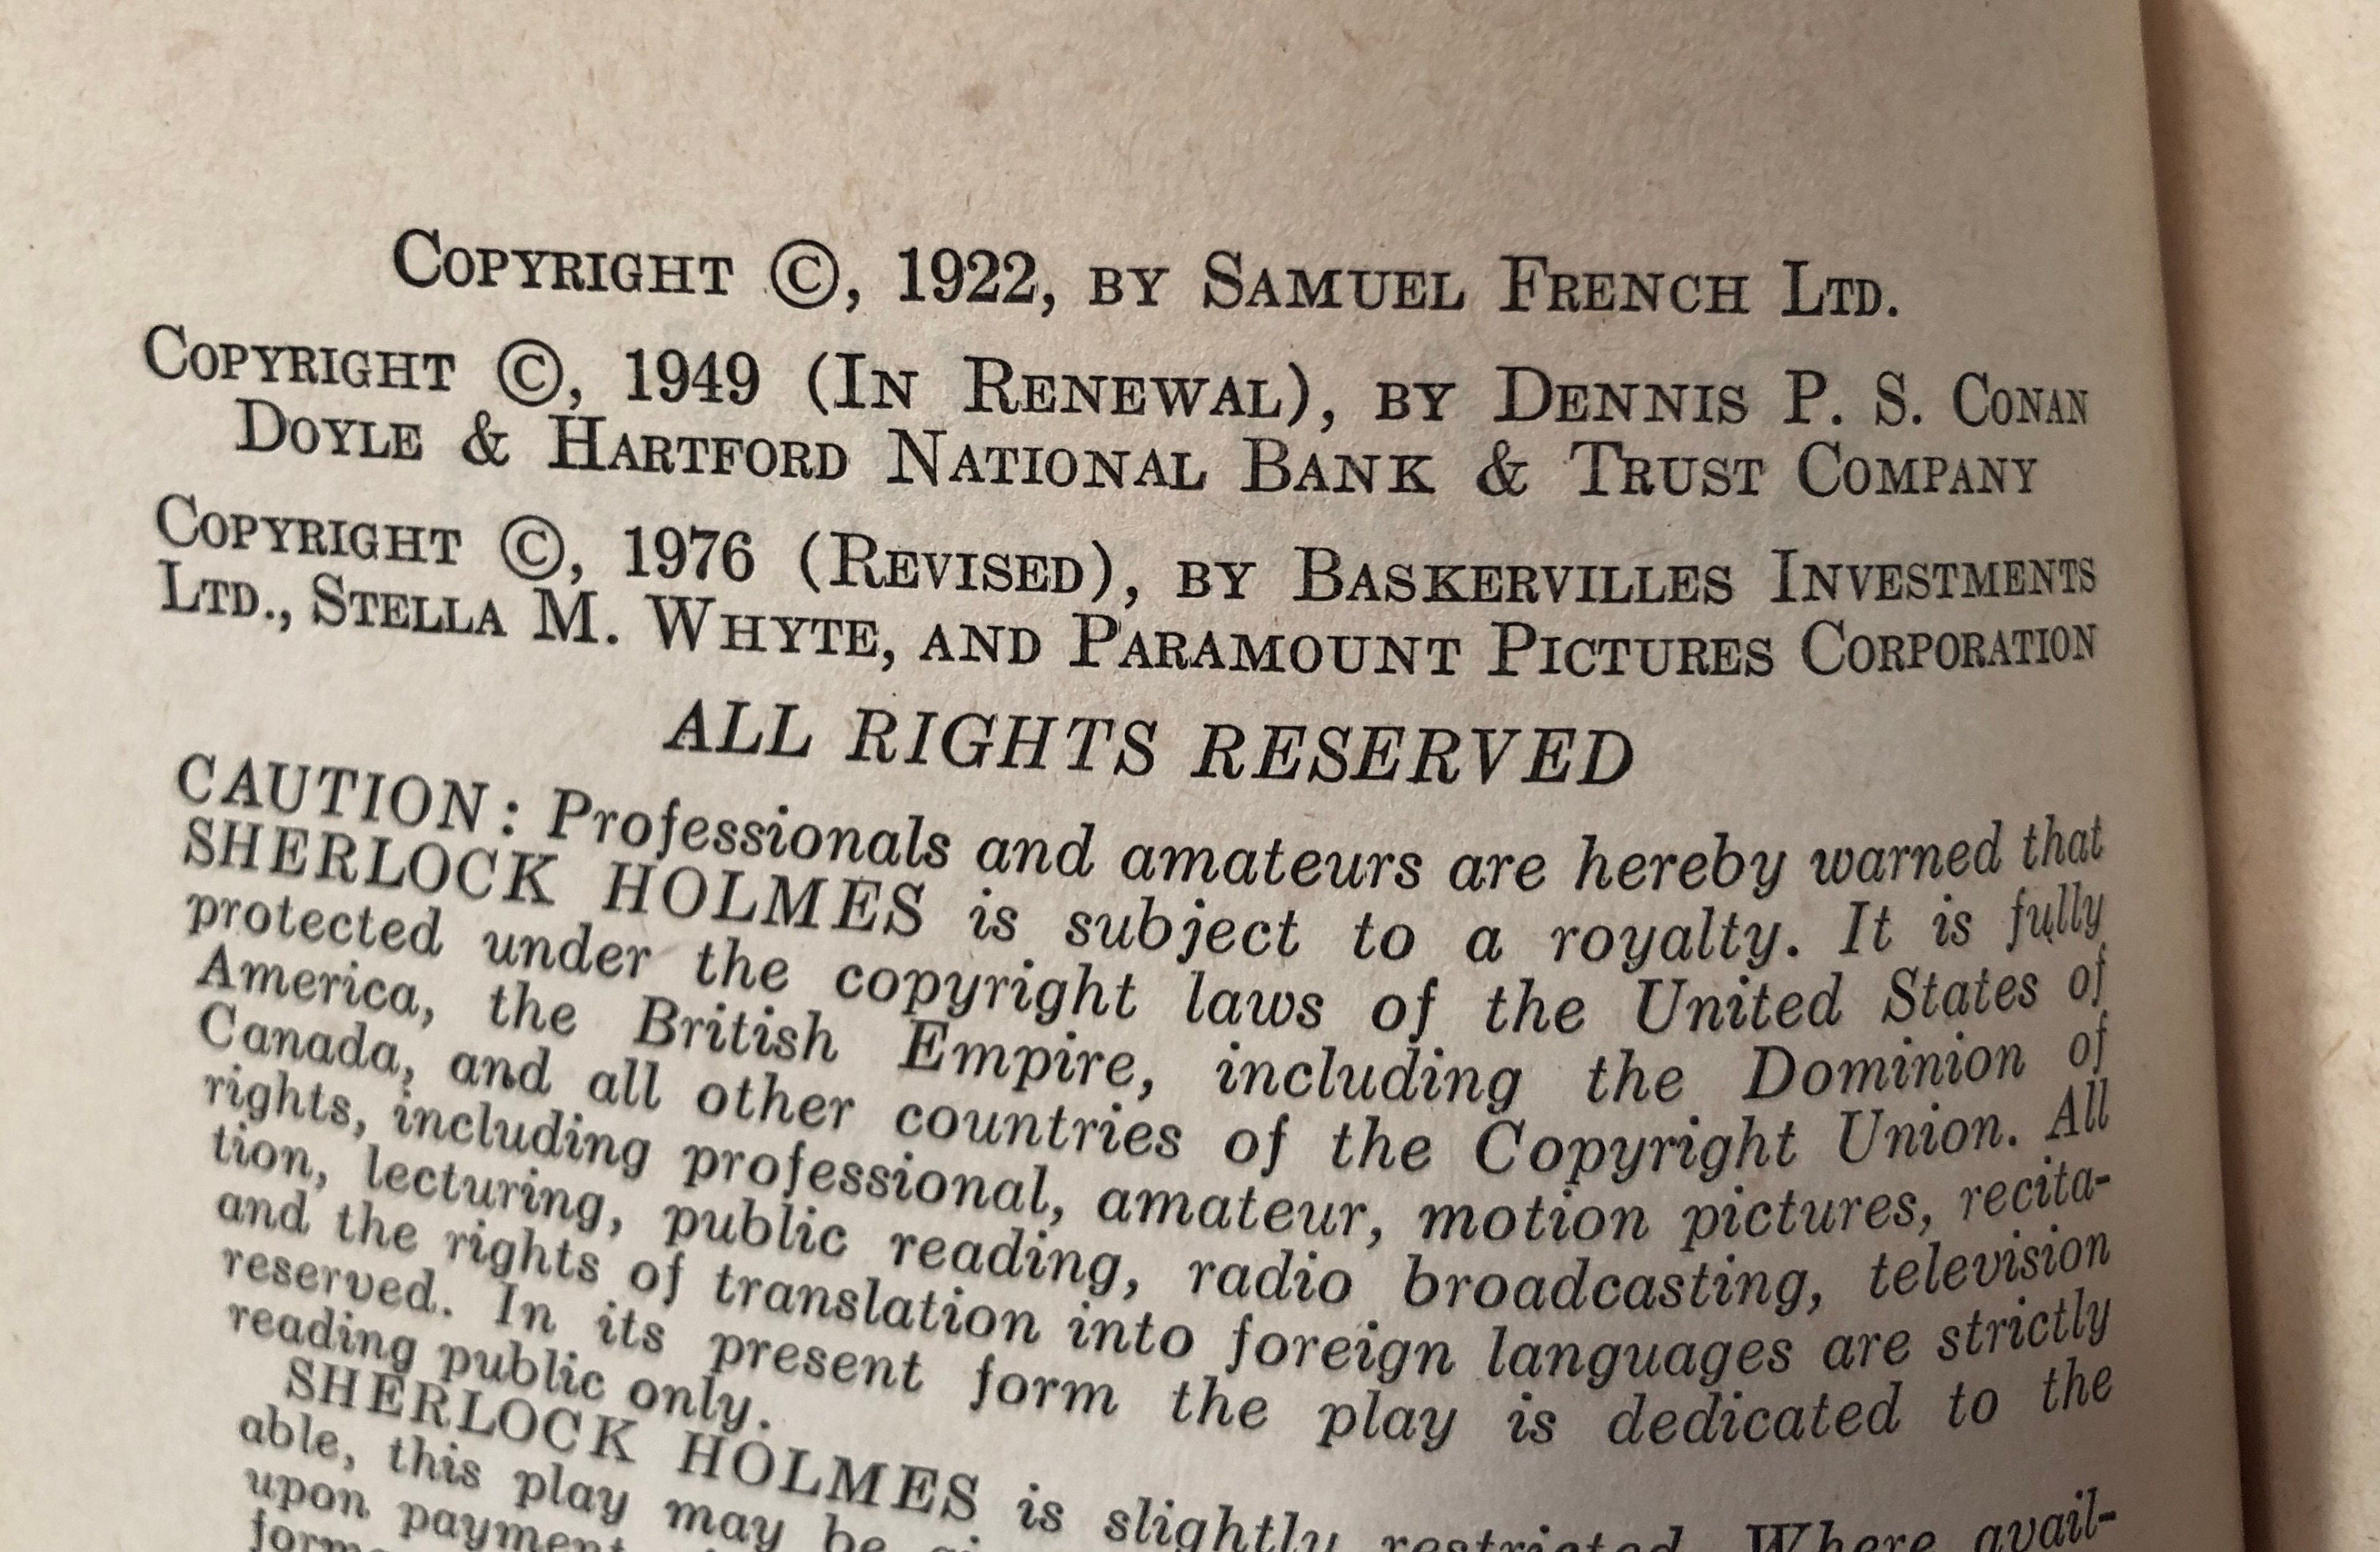 COPYRIGHT ©, 1922, BY SAMUEL FRENCH LTD.
COPYRIGHT ©, 1949 (IN RENEWAL), BY DENNIS P. S. CONAN
DOYLE & HARTFORD NATIONAL BANK & TRUST COMPANY
COPYRIGHT ©, 1976 (REVISED), BY BASKERVILLES INVESTMENTS
LTD., STELLA M. WHYTE, AND PARAMOUNT PICTURES CORPORATION
ALL RIGHTS RESERVED
CAUTION: Professionals and amateurs are hereby warned that
SHERLOCK HOLMES is subject to a royalty. It is fully
protected under the copyright laws of the United States of
America, the British Empire, including the Dominion of
Canada, and all other countries of the Copyright Union. All
rights, including professional, amateur, motion pictures, recita-
tion, lecturing, public reading, radio broadcasting, television
and the rights of translation into foreign languages are strictly
reserved. In its present form the play is dedicated to the
reading public only.
SHERLOCK HOLMES is slightly restricted. Where avail-
able, this play may be
upon payment